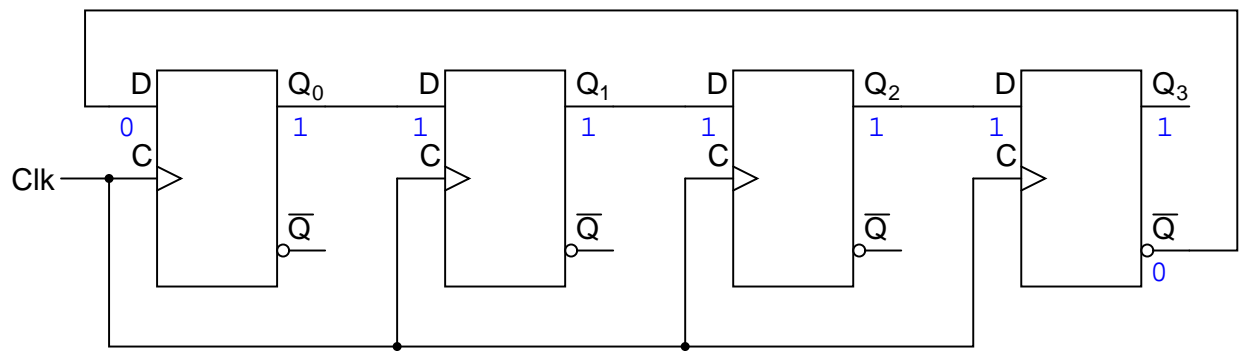 D Q0 D Q1 D Q2 D Q3
0 1 1 1 1 1 1 1
C C C C
Clk
Q̅ Q̅ Q̅ Q̅
0